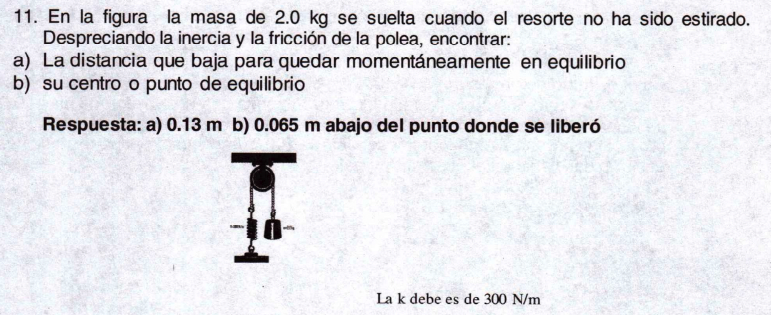 11. En la figura la masa de 2.0 kg se suelta cuando el resorte no ha sido estirado.
Despreciando la inercia y la fricción de la polea, encontrar:
a) La distancia que baja para quedar momentáneamente en equilibrio
b) su centro o punto de equilibrio
Respuesta: a) 0.13 m b) 0.065 m abajo del punto donde se liberó
La k debe es de 300 N/m